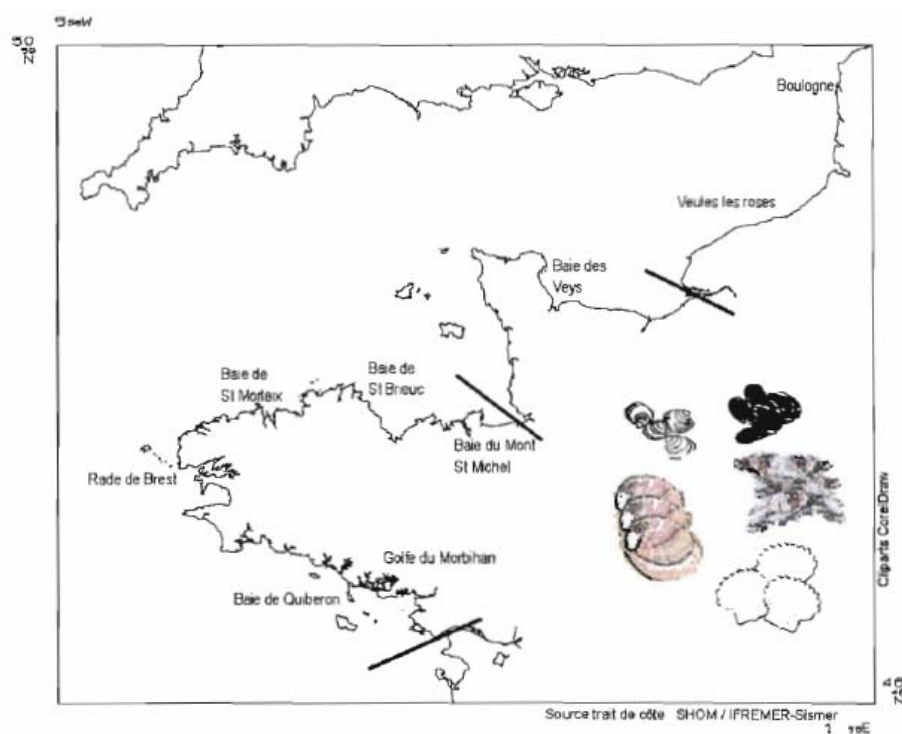 Boulogne
Veules les roses
Baie des
Veys
Baie de
St Brieuc
Baie de
St Morlaix
Baie du Mont
St Michel
Rade de Brest
Golfe du Morbihan
Baie de Quiberon
Cliparts CorelDraw
Source trait de côte SHOM / IFREMER-Sismer